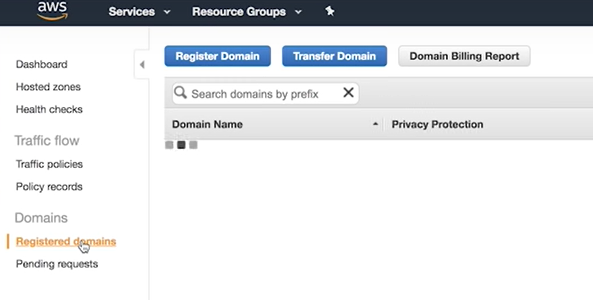 aws
Services
Resource Groups
Dashboard
Hosted zones
Health checks
Traffic flow
Traffic policies
Policy records
Domains
Registered domains
Pending requests
Register Domain
Transfer Domain
Domain Billing Report
Search domains by prefix
Domain Name
Privacy Protection